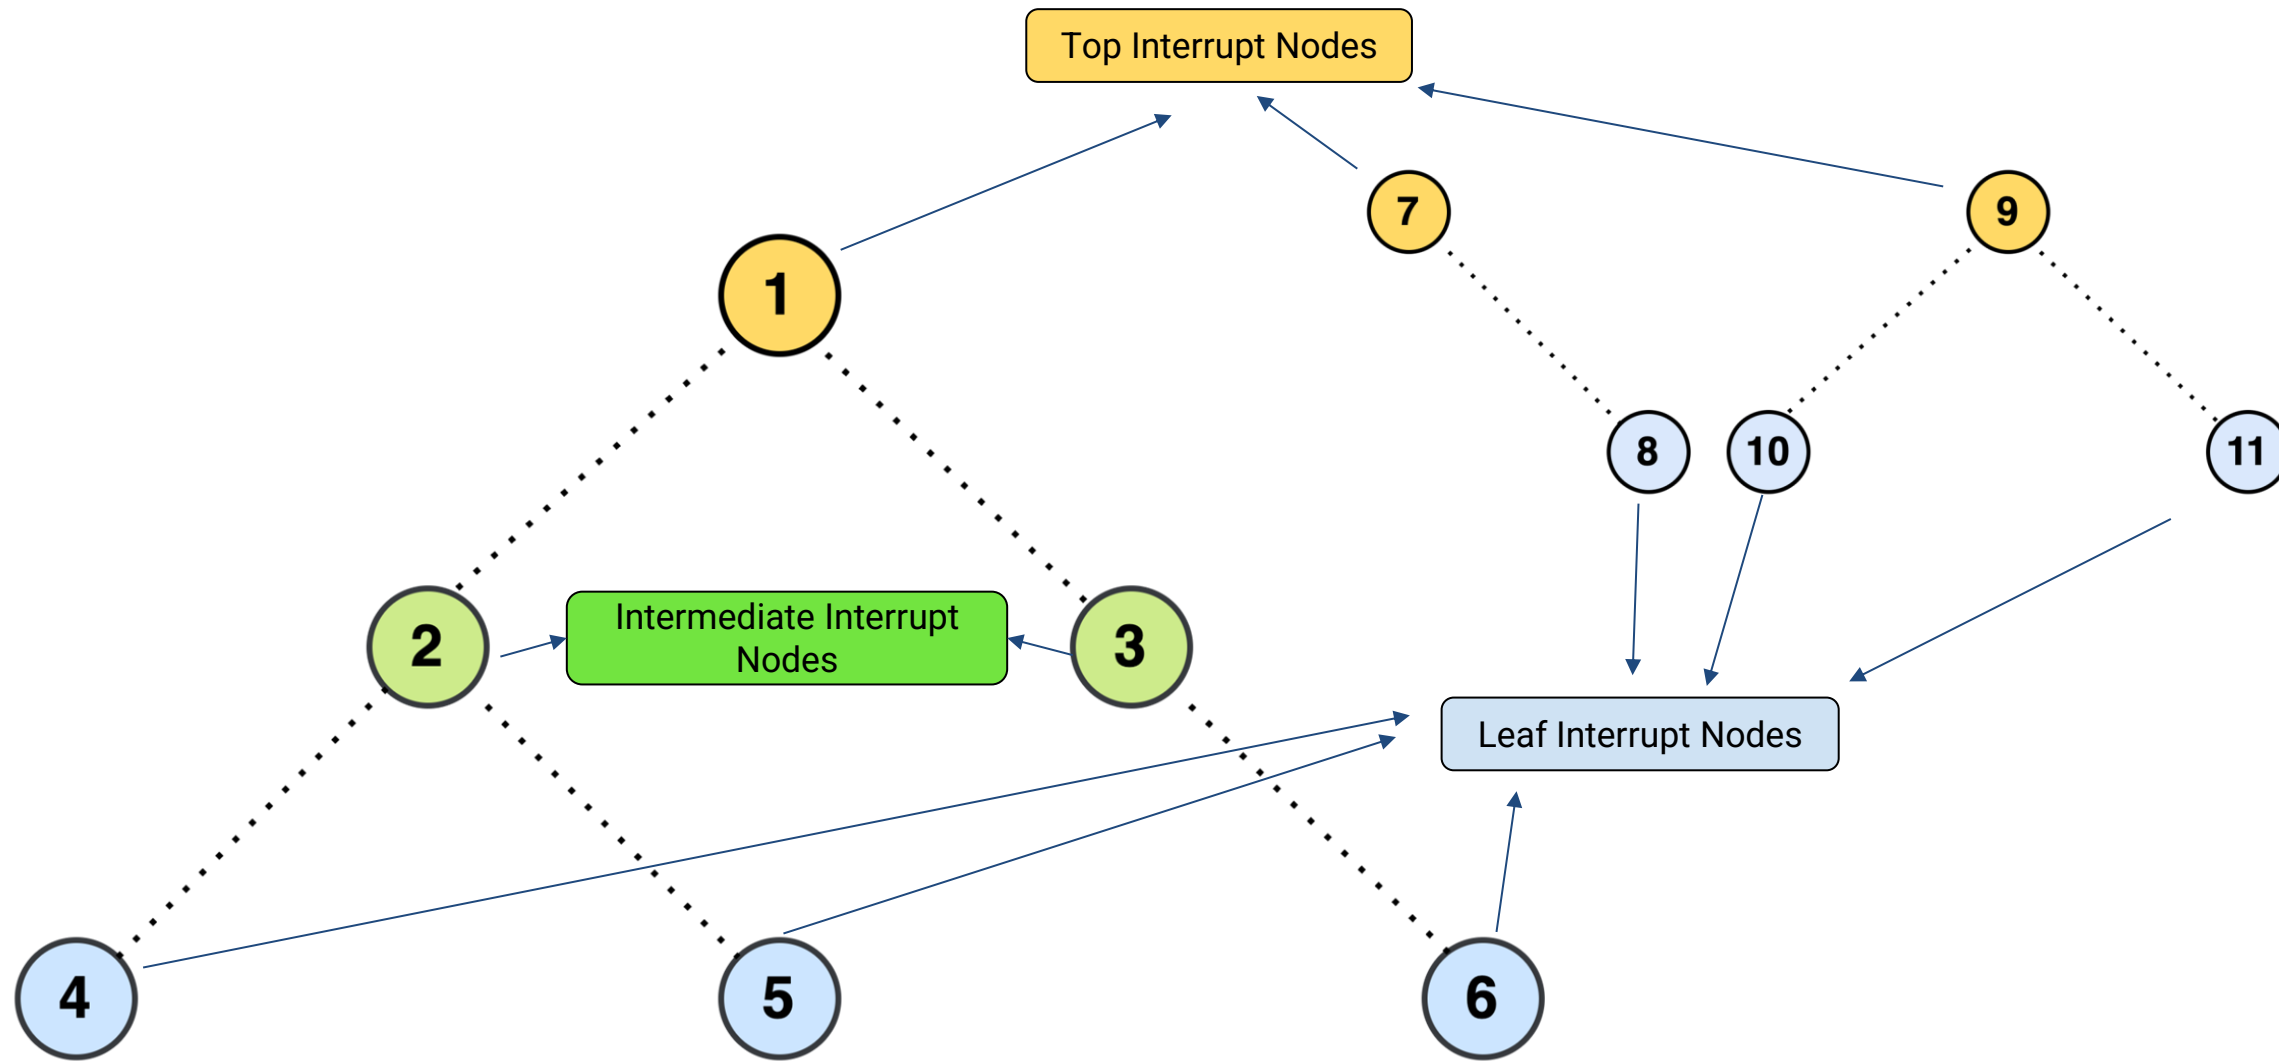 Top Interrupt Nodes
7
9
1
8
10
11
2
Intermediate Interrupt
Nodes
3
Leaf Interrupt Nodes
4
5
6